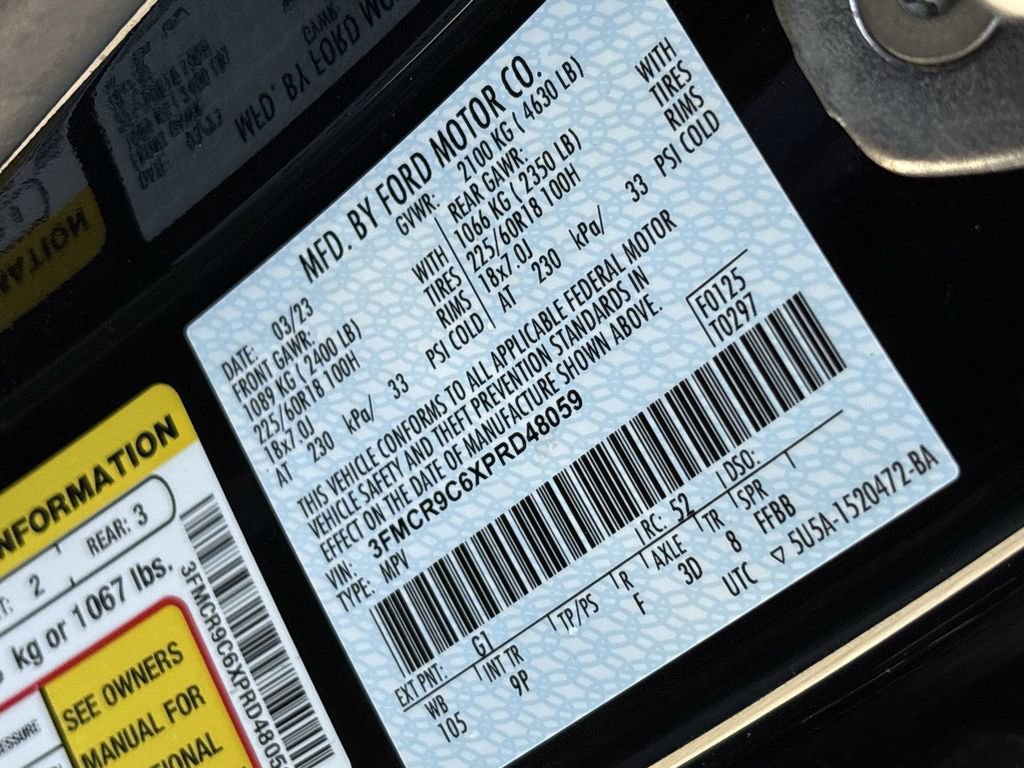 MFD. BY FORD MOTOR CO.
DATE: 03/23
GVWR: 2100 KG ( 4630 LB)
FRONT GAWR:
1089 KG ( 2400 LB)
225/60R18 100H
18x7.0J
AT 230 kPa/ 33
WITH
TIRES
RIMS
PSI COLD
REAR GAWR:
1066 KG ( 2350 LB)
225/60R18 100H
18x7.0J
AT 230 kPa/ 33
WITH
TIRES
RIMS
PSI COLD
THIS VEHICLE CONFORMS TO ALL APPLICABLE FEDERAL MOTOR
VEHICLE SAFETY AND THEFT PREVENTION STANDARDS IN
EFFECT ON THE DATE OF MANUFACTURE SHOWN ABOVE.
VIN: 3FMCR9C6XPRD48059
TYPE: MPV
F0125
T0297
EXT PNT: G1 RC: 52 DSO:
WB INT TR TP/PS R AXLE TR SPR
105 9P F 3D 8 FFBB
UTC ▽ 5U5A-1520472-BA
NFORMATION
2 REAR: 3
kg or 1067 lbs.
3FMCR9C6XPRD4805
SEE OWNERS
MANUAL FOR